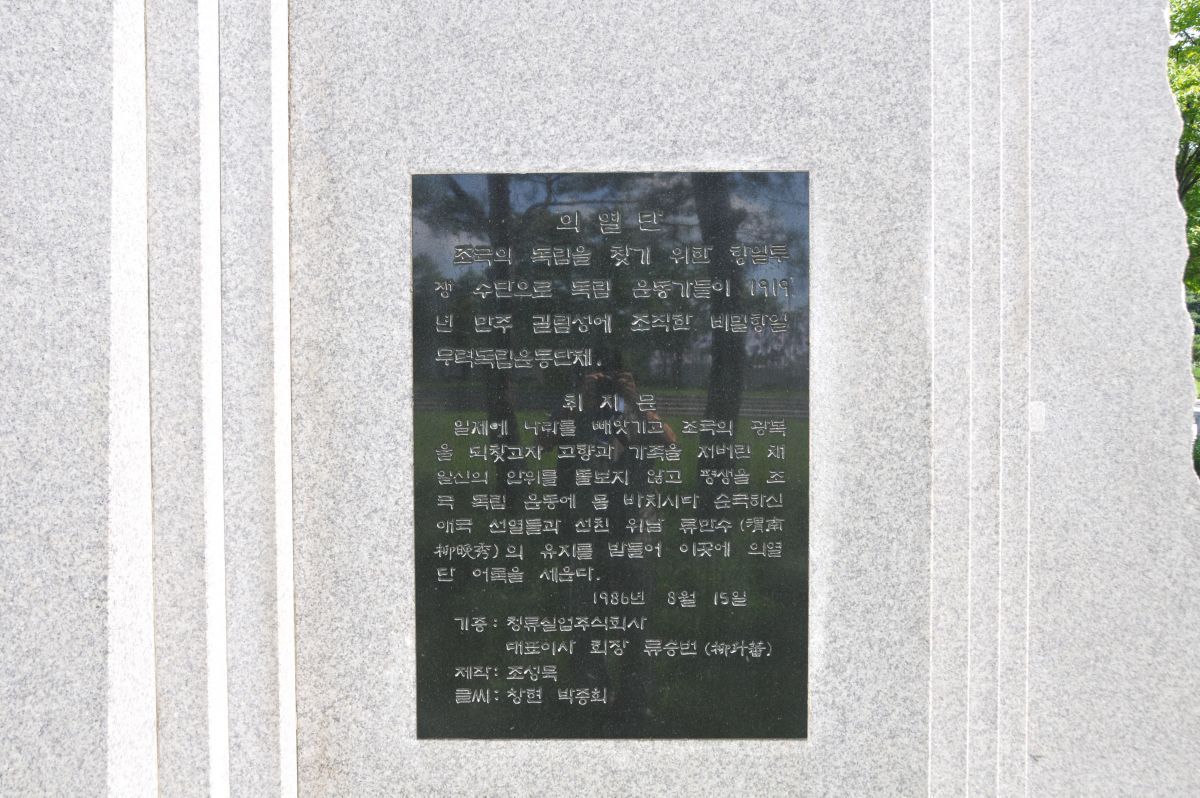 의 열 단
조국의 독립을 찾기 위한 항일투
쟁 수단으로 독립 운동가들이 1919
년 만주 길림성에 조직한 비밀항일
무력독립운동단체.
취 지 문
일제에 나라를 빼앗기고 조국의 광복
을 되찾고자 고향과 가족을 저버린 채
일신의 안위를 돌보지 않고 평생을 조
국 독립 운동에 몸 바치시다 순국하신
애국 선열들과 선친 위남 류만수 (渭南
柳晩秀)의 유지를 받들어 이곳에 의열
단 어록을 세운다.
1986년 8월 15일
기증: 청류실업주식회사
대표이사 회장 류승번 (柳蕃)
제작: 조성묵
글씨: 창현 박종회